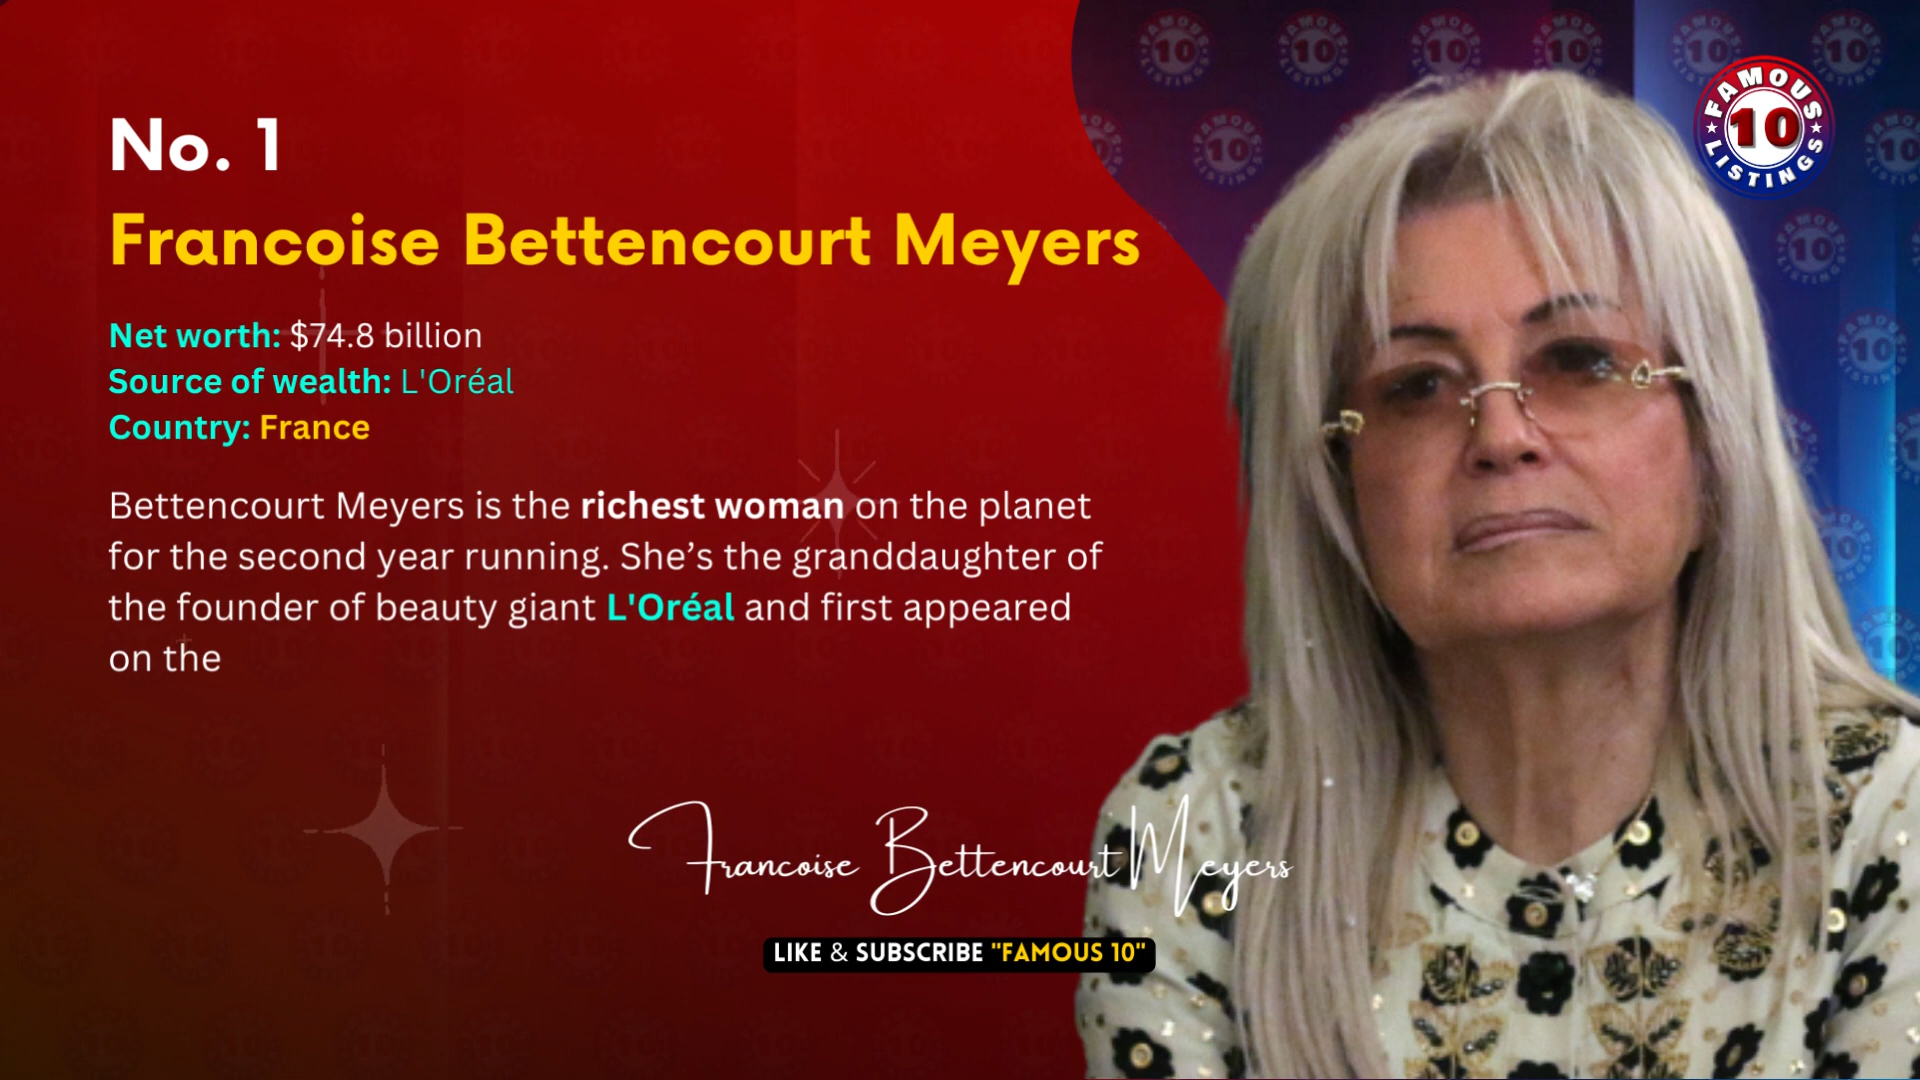 No. 1
FAMOUS
10
LISTINGS
Francoise Bettencourt Meyers
Net worth: $74.8 billion
Source of wealth: L'Oréal
Country: France
Bettencourt Meyers is the richest woman on the planet
for the second year running. She’s the granddaughter of
the founder of beauty giant L'Oréal and first appeared
on the
Francoise Bettencourt Meyers
LIKE & SUBSCRIBE "FAMOUS 10"